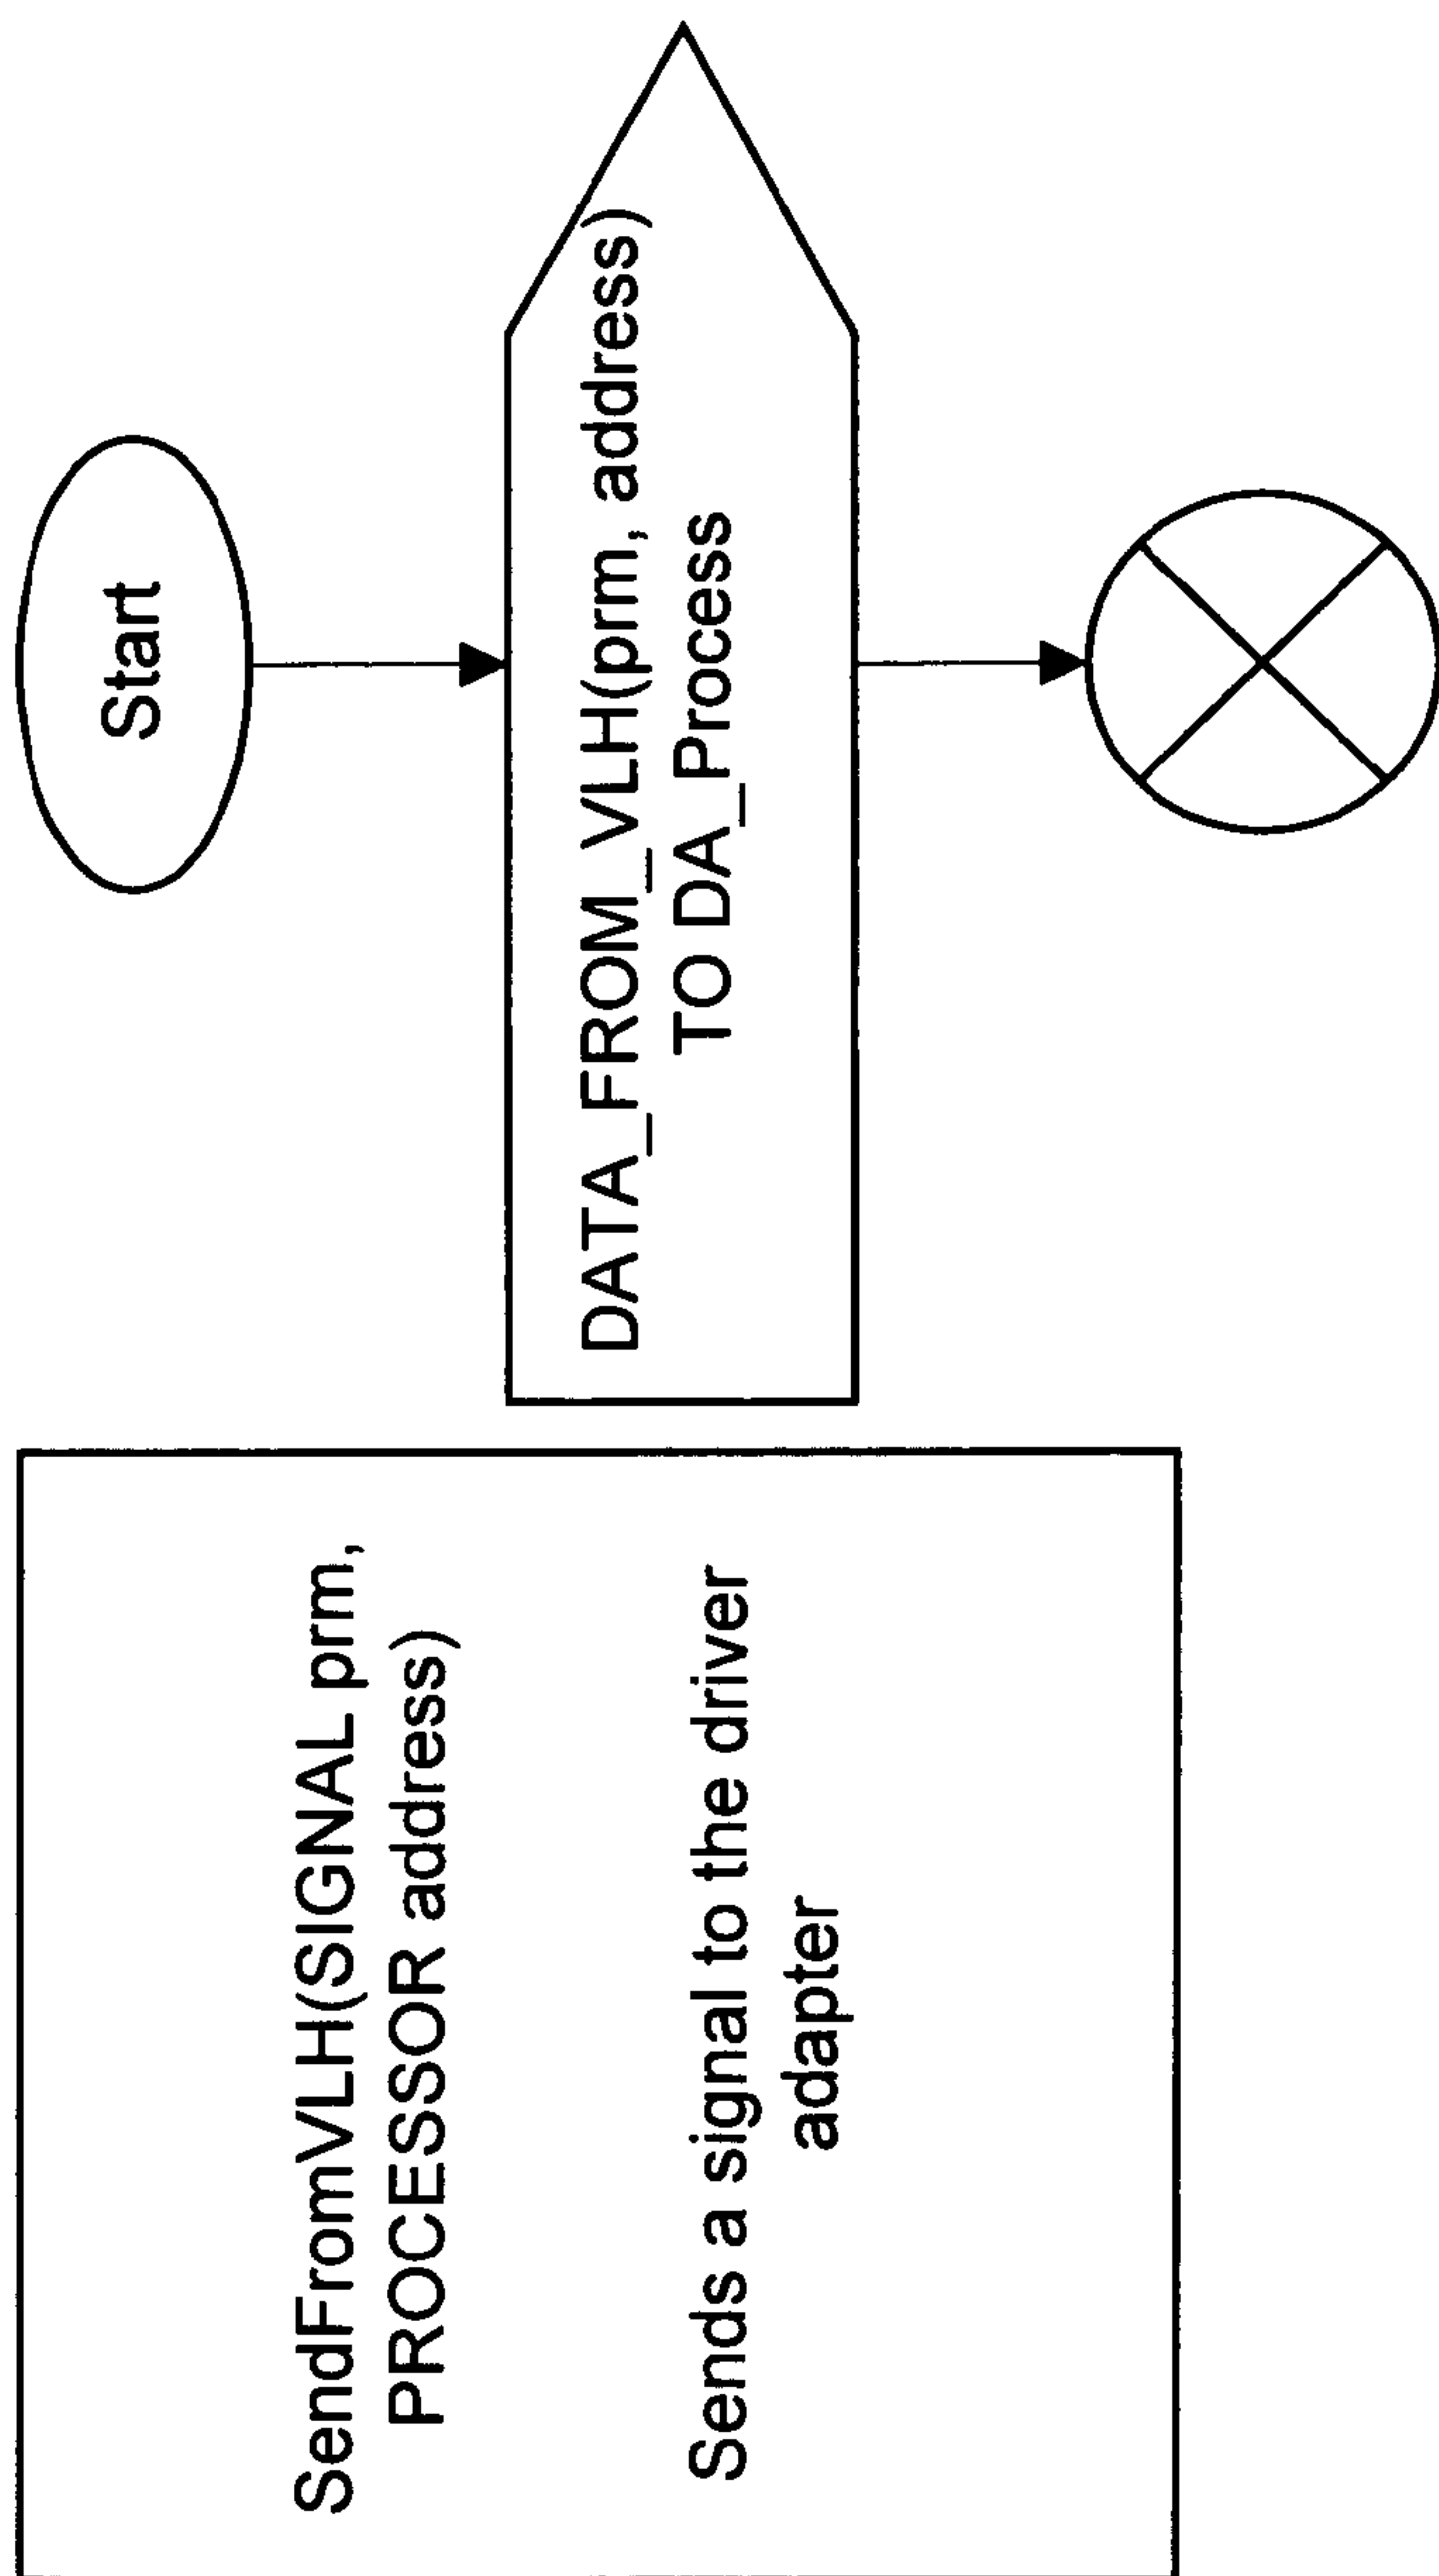 SendFromVLH(SIGNAL prm,
PROCESSOR address)
Sends a signal to the driver
adapter
Start
DATA_FROM_VLH(prm, address)
TO DA_Process